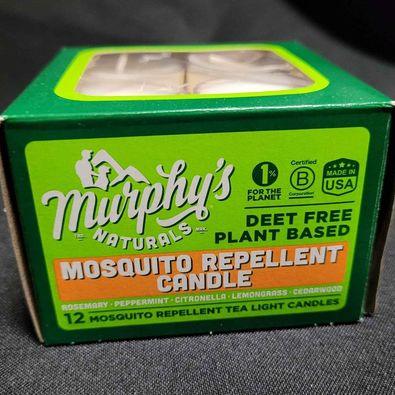 Murphy's
NATURALS
1%
FOR THE
PLANET
Certified
B
Corporation
MADE IN
USA
DEET FREE
PLANT BASED
MOSQUITO REPELLENT
CANDLE
ROSEMARY · PEPPERMINT · CITRONELLA · LEMONGRASS · CEDARWOOD
12 MOSQUITO REPELLENT TEA LIGHT CANDLES